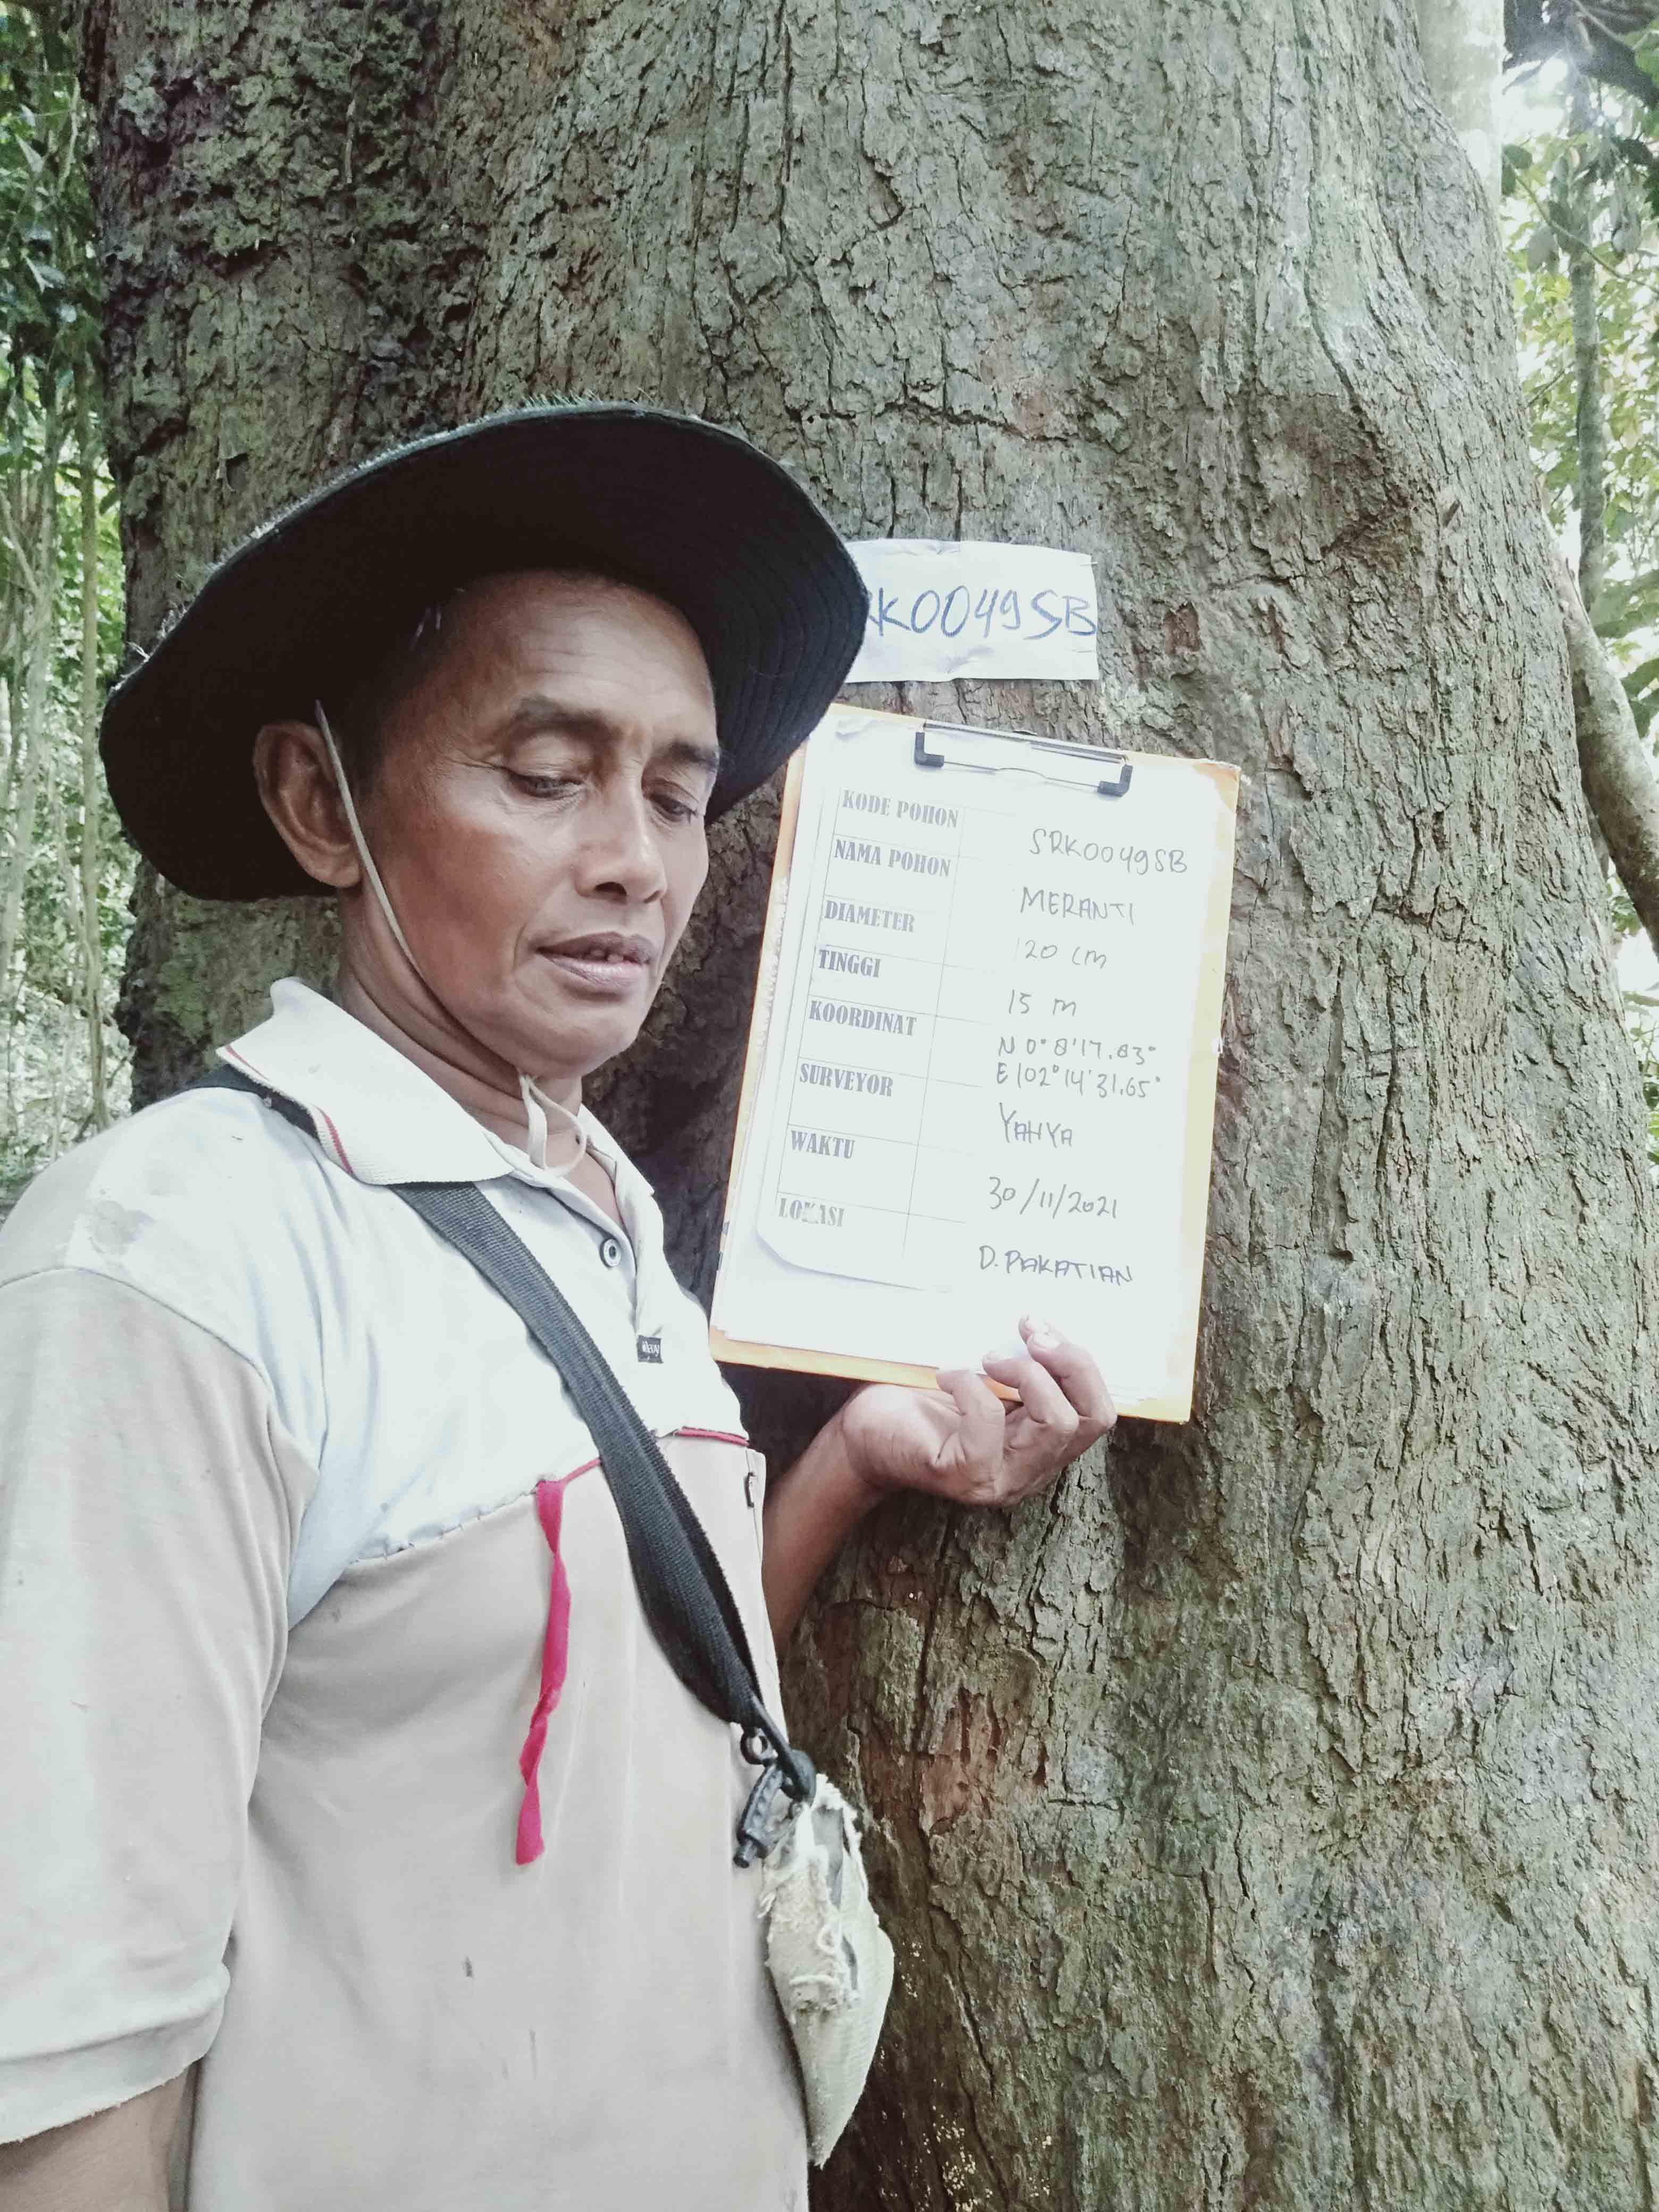 RK0049SB
KODE POHON SRK0049SB
NAMA POHON MERANTI
DIAMETER 120 cm
TINGGI 15 m
KOORDINAT N 0° 8'17.83"
E 102° 14' 31.65"
SURVEYOR YAHYA
WAKTU 30/11/2021
LOKASI D. PAKATIAN